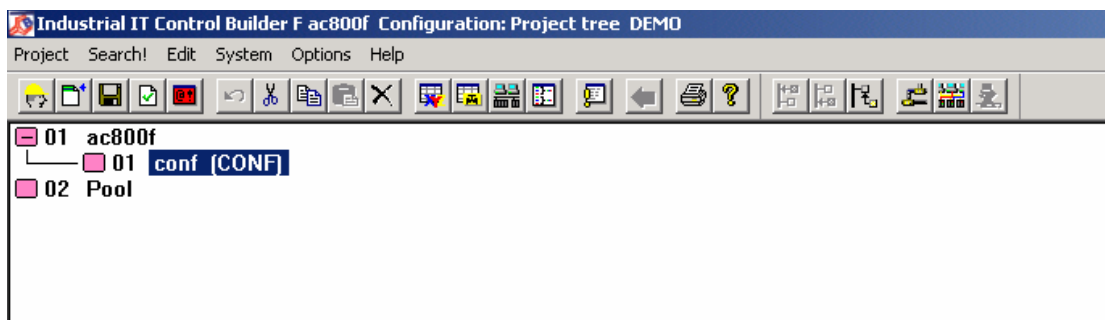 Industrial IT Control Builder F ac800f Configuration: Project tree DEMO
Project Search! Edit System Options Help
01 ac800f
01 conf (CONF)
02 Pool